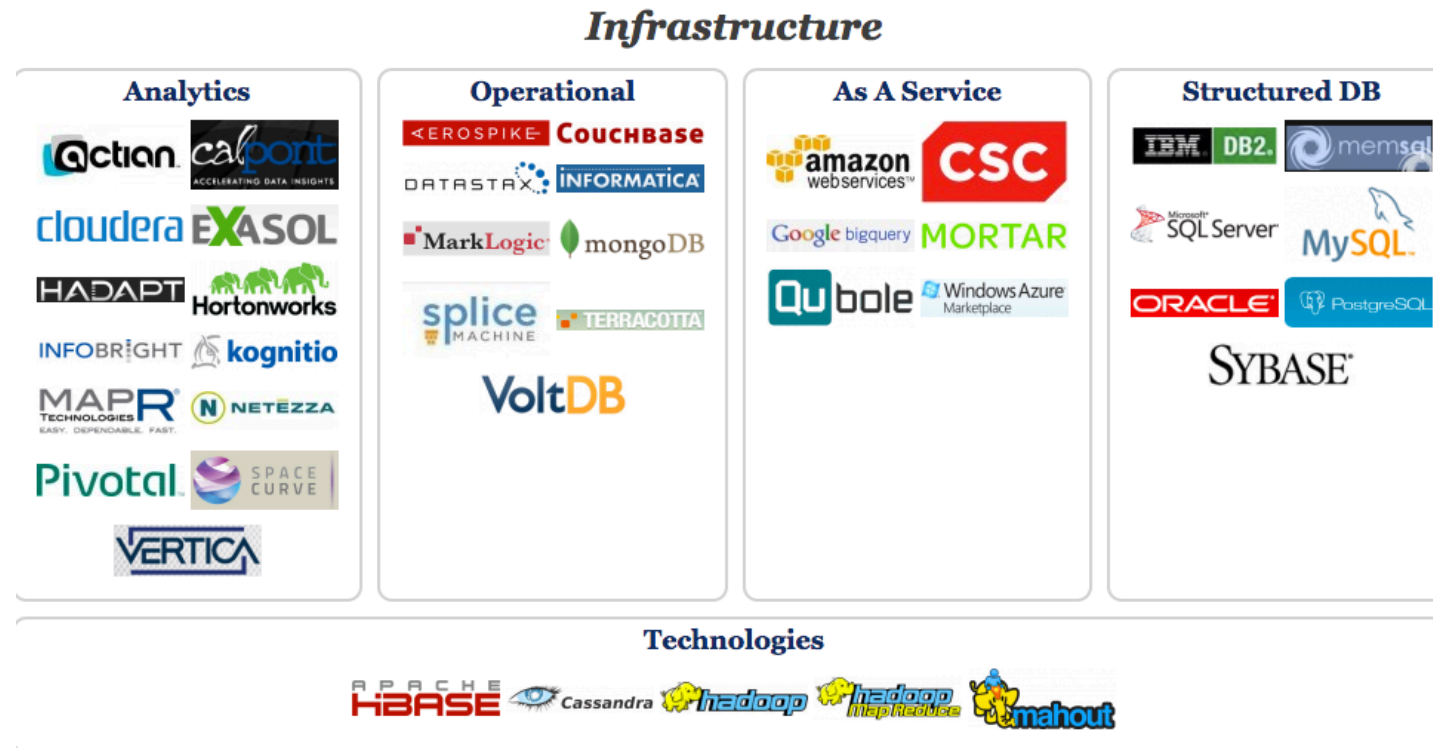 Infrastructure
Analytics
Actian
calpont
ACCELERATING DATA INSIGHTS
cloudera
EXASOL
HADAPT
Hortonworks
INFOBRIGHT
kognitio
MAPR
TECHNOLOGIES
EASY. DEPENDABLE. FAST.
N NETEZZA
Pivotal
SPACE
CURVE
VERTICA
Operational
AEROSPIKE
COUCHBASE
DATASTAX
INFORMATICA
MarkLogic
mongoDB
splice
MACHINE
TERRACOTTA
VoltDB
As A Service
amazon
webservices™
CSC
Google bigquery
MORTAR
Qubole
Windows Azure
Marketplace
Structured DB
IBM. DB2.
memsql
Microsoft®
SQL Server
MySQL™
ORACLE
PostgreSQL
SYBASE
Technologies
APACHE
HBASE
Cassandra
hadoop
hadoop
Map Reduce
mahout